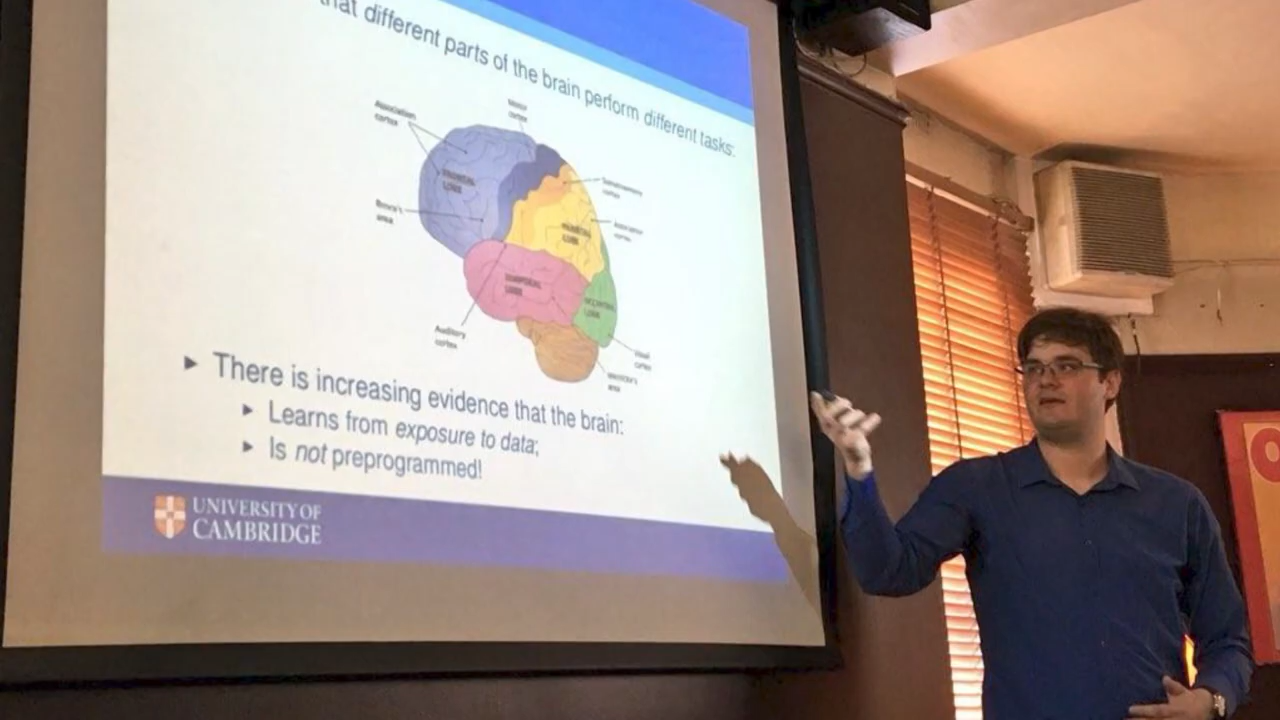 that different parts of the brain perform different tasks:
Association
cortex
Motor
cortex
FRONTAL
LOBE
Somatosensory
cortex
Broca's
area
PARIETAL
LOBE
Association
cortex
TEMPORAL
LOBE
OCCIPITAL
LOBE
Auditory
cortex
Visual
cortex
Wernicke's
area
▶ There is increasing evidence that the brain:
▶ Learns from exposure to data;
▶ Is not preprogrammed!
UNIVERSITY OF
CAMBRIDGE